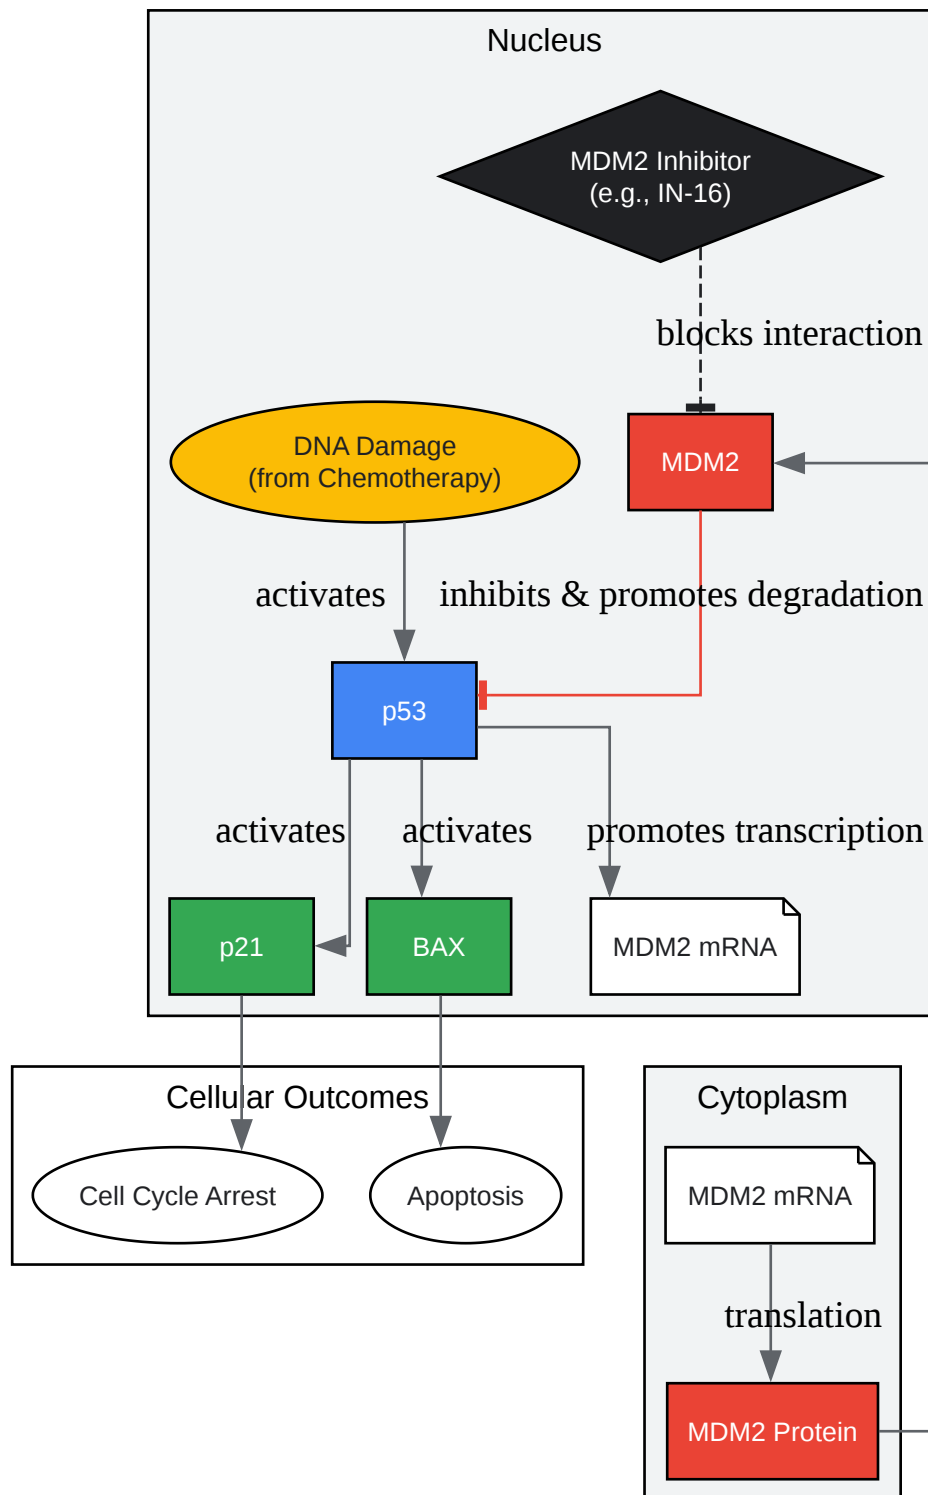 Nucleus
MDM2 Inhibitor
(e.g., IN-16)
blocks interaction
DNA Damage
(from Chemotherapy)
MDM2
activates
inhibits & promotes degradation
p53
activates
activates
promotes transcription
p21
BAX
MDM2 mRNA
Cellular Outcomes
Cytoplasm
Cell Cycle Arrest
Apoptosis
MDM2 mRNA
translation
MDM2 Protein